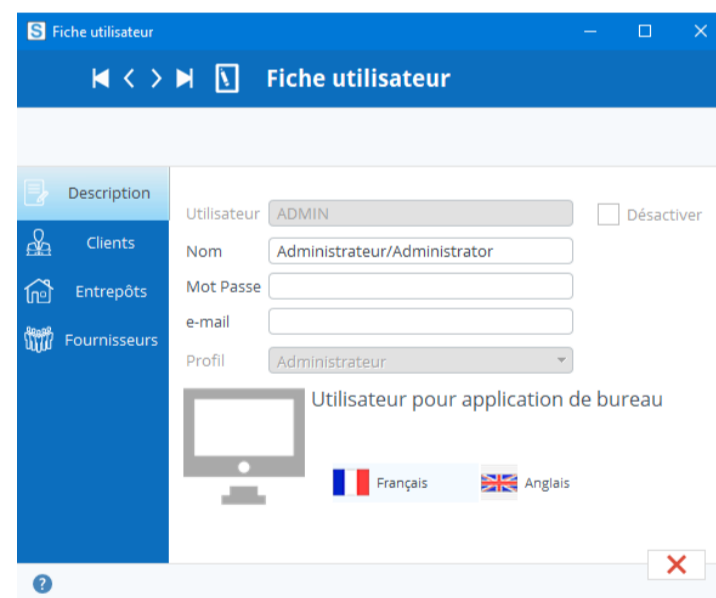 S Fiche utilisateur
Fiche utilisateur
Description
Clients
Entrepôts
Fournisseurs
Utilisateur ADMIN Désactiver
Nom Administrateur/Administrator
Mot Passe
e-mail
Profil Administrateur
Utilisateur pour application de bureau
Français Anglais
?